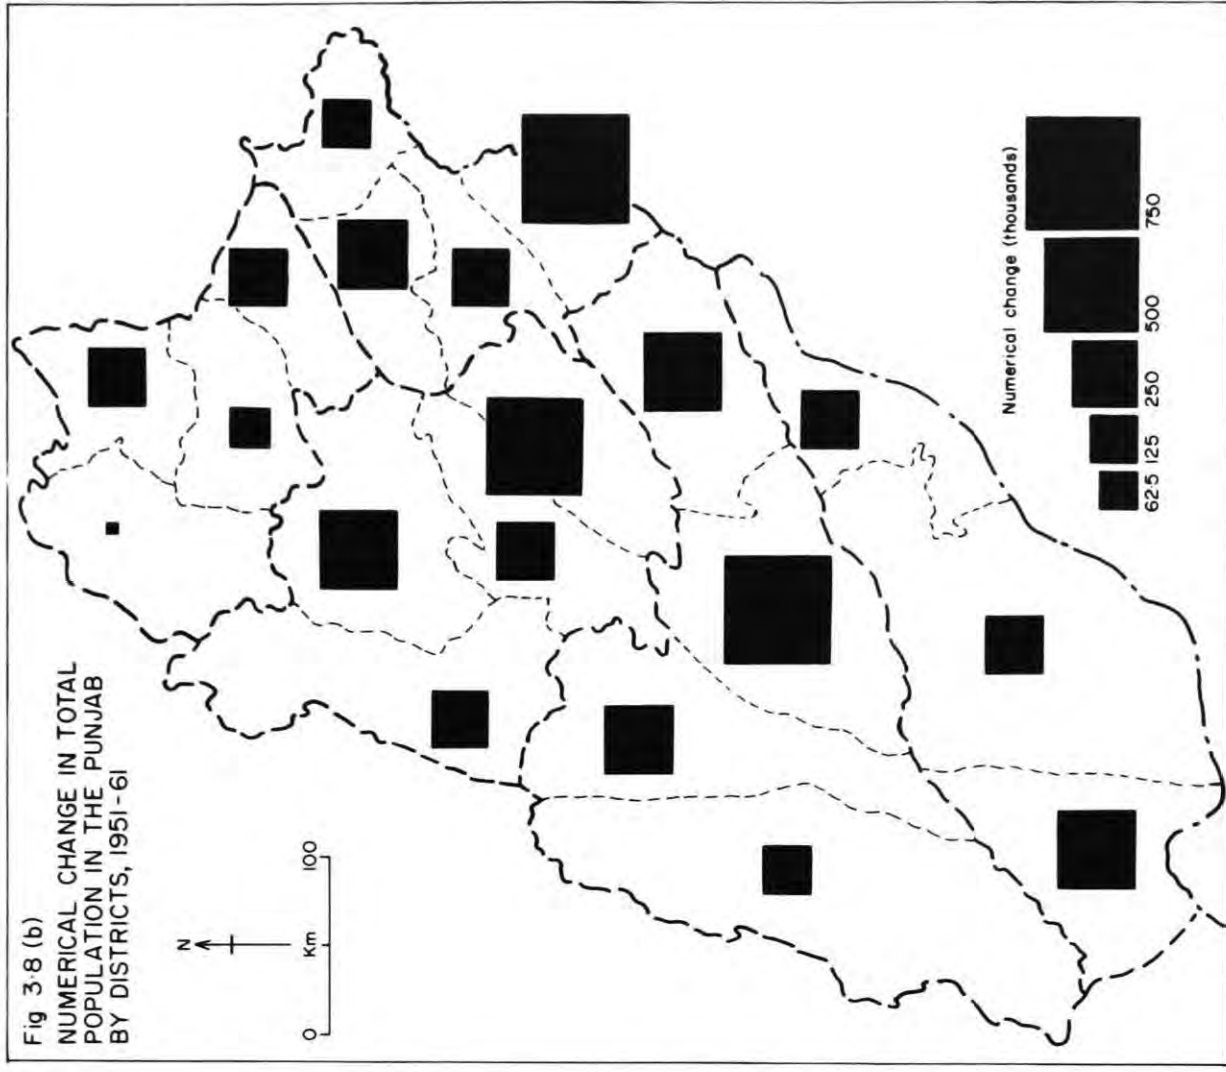 Fig 3·8 (b)
NUMERICAL CHANGE IN TOTAL
POPULATION IN THE PUNJAB
BY DISTRICTS, 1951-61
N
0 Km 100
Numerical change (thousands)
62·5 125 250 500 750